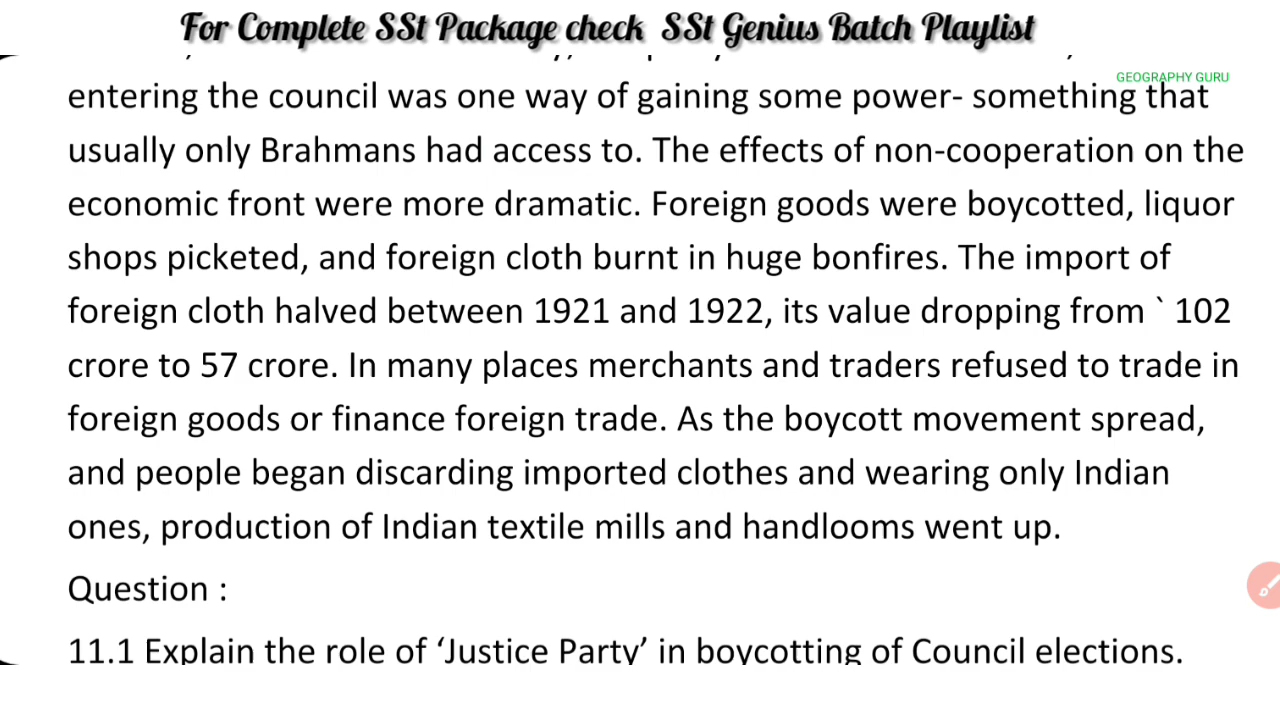 For Complete SSt Package check SSt Genius Batch Playlist
GEOGRAPHY GURU
entering the council was one way of gaining some power- something that
usually only Brahmans had access to. The effects of non-cooperation on the
economic front were more dramatic. Foreign goods were boycotted, liquor
shops picketed, and foreign cloth burnt in huge bonfires. The import of
foreign cloth halved between 1921 and 1922, its value dropping from ` 102
crore to 57 crore. In many places merchants and traders refused to trade in
foreign goods or finance foreign trade. As the boycott movement spread,
and people began discarding imported clothes and wearing only Indian
ones, production of Indian textile mills and handlooms went up.
Question :
11.1 Explain the role of ‘Justice Party’ in boycotting of Council elections.